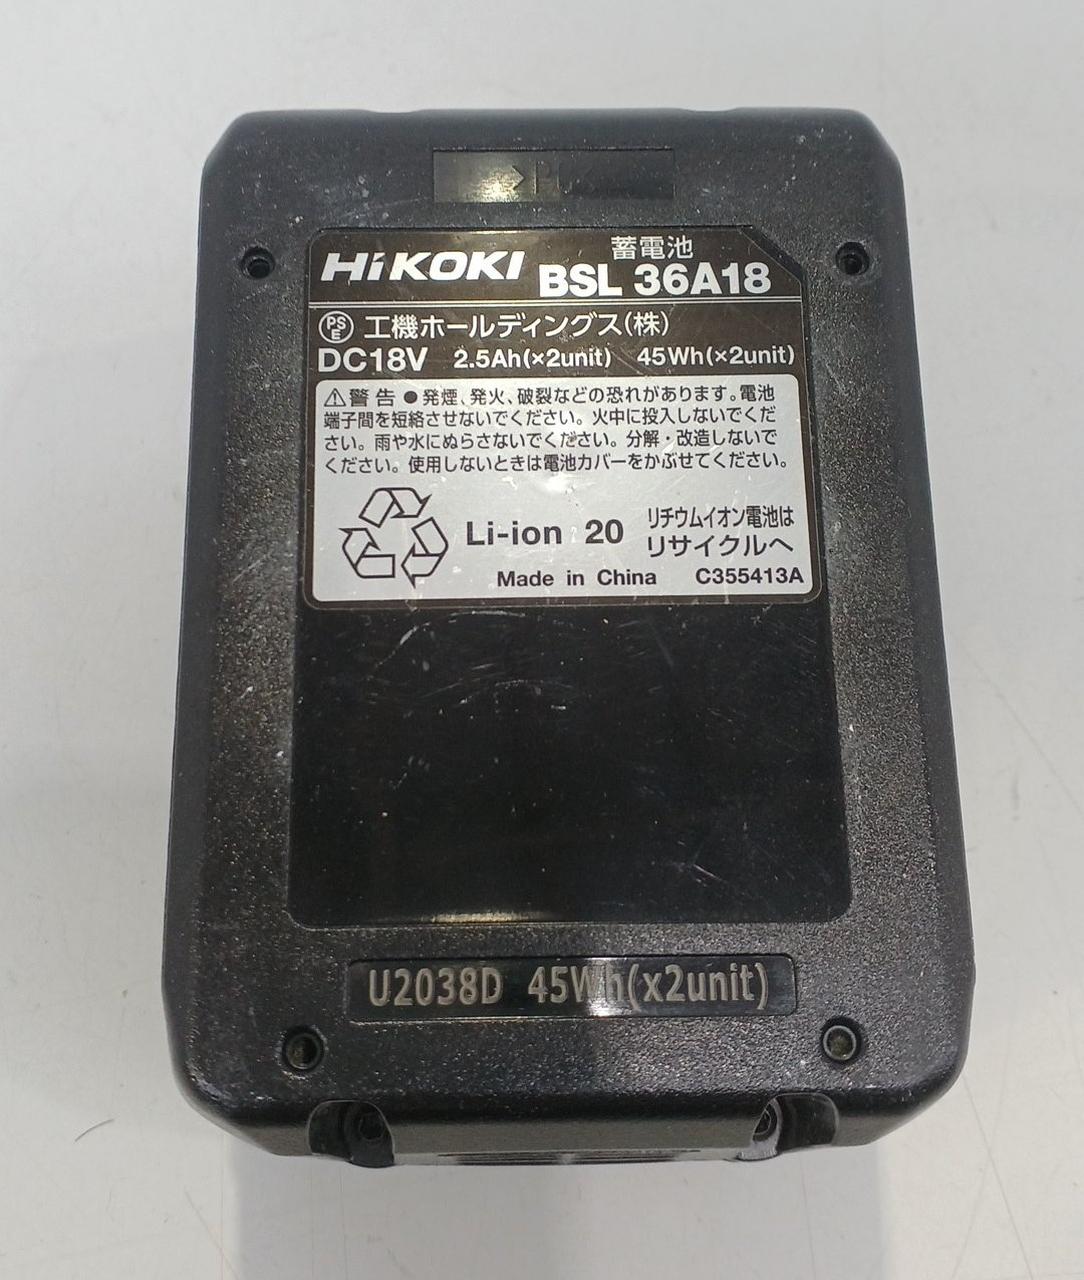 HiKOKI
蓄電池
BSL 36A18
PSE 工機ホールディングス(株)
DC18V 2.5Ah(×2unit) 45Wh(×2unit)
⚠警告 ●発煙、発火、破裂などの恐れがあります。電池
端子間を短絡させないでください。火中に投入しないでくだ
さい。雨や水にぬらさないでください。分解・改造しないで
ください。使用しないときは電池カバーをかぶせてください。
Li-ion 20
リチウムイオン電池は
リサイクルへ
Made in China C355413A
U2038D 45Wh(x2unit)